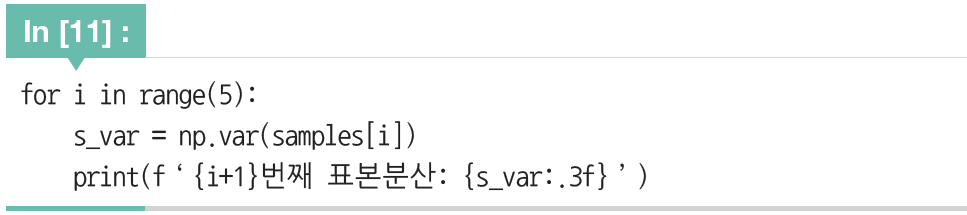 In [11] :
for i in range(5):
    s_var = np.var(samples[i])
    print(f ‘ {i+1}번째 표본분산: {s_var:.3f} ’ )